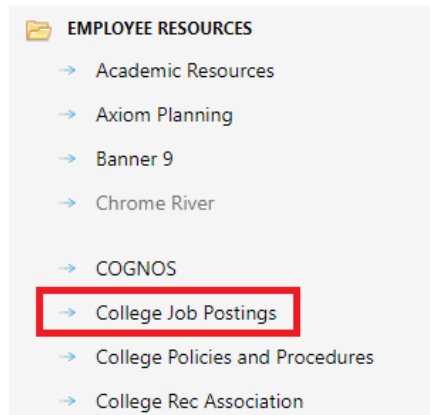 EMPLOYEE RESOURCES
Academic Resources
Axiom Planning
Banner 9
Chrome River
COGNOS
College Job Postings
College Policies and Procedures
College Rec Association